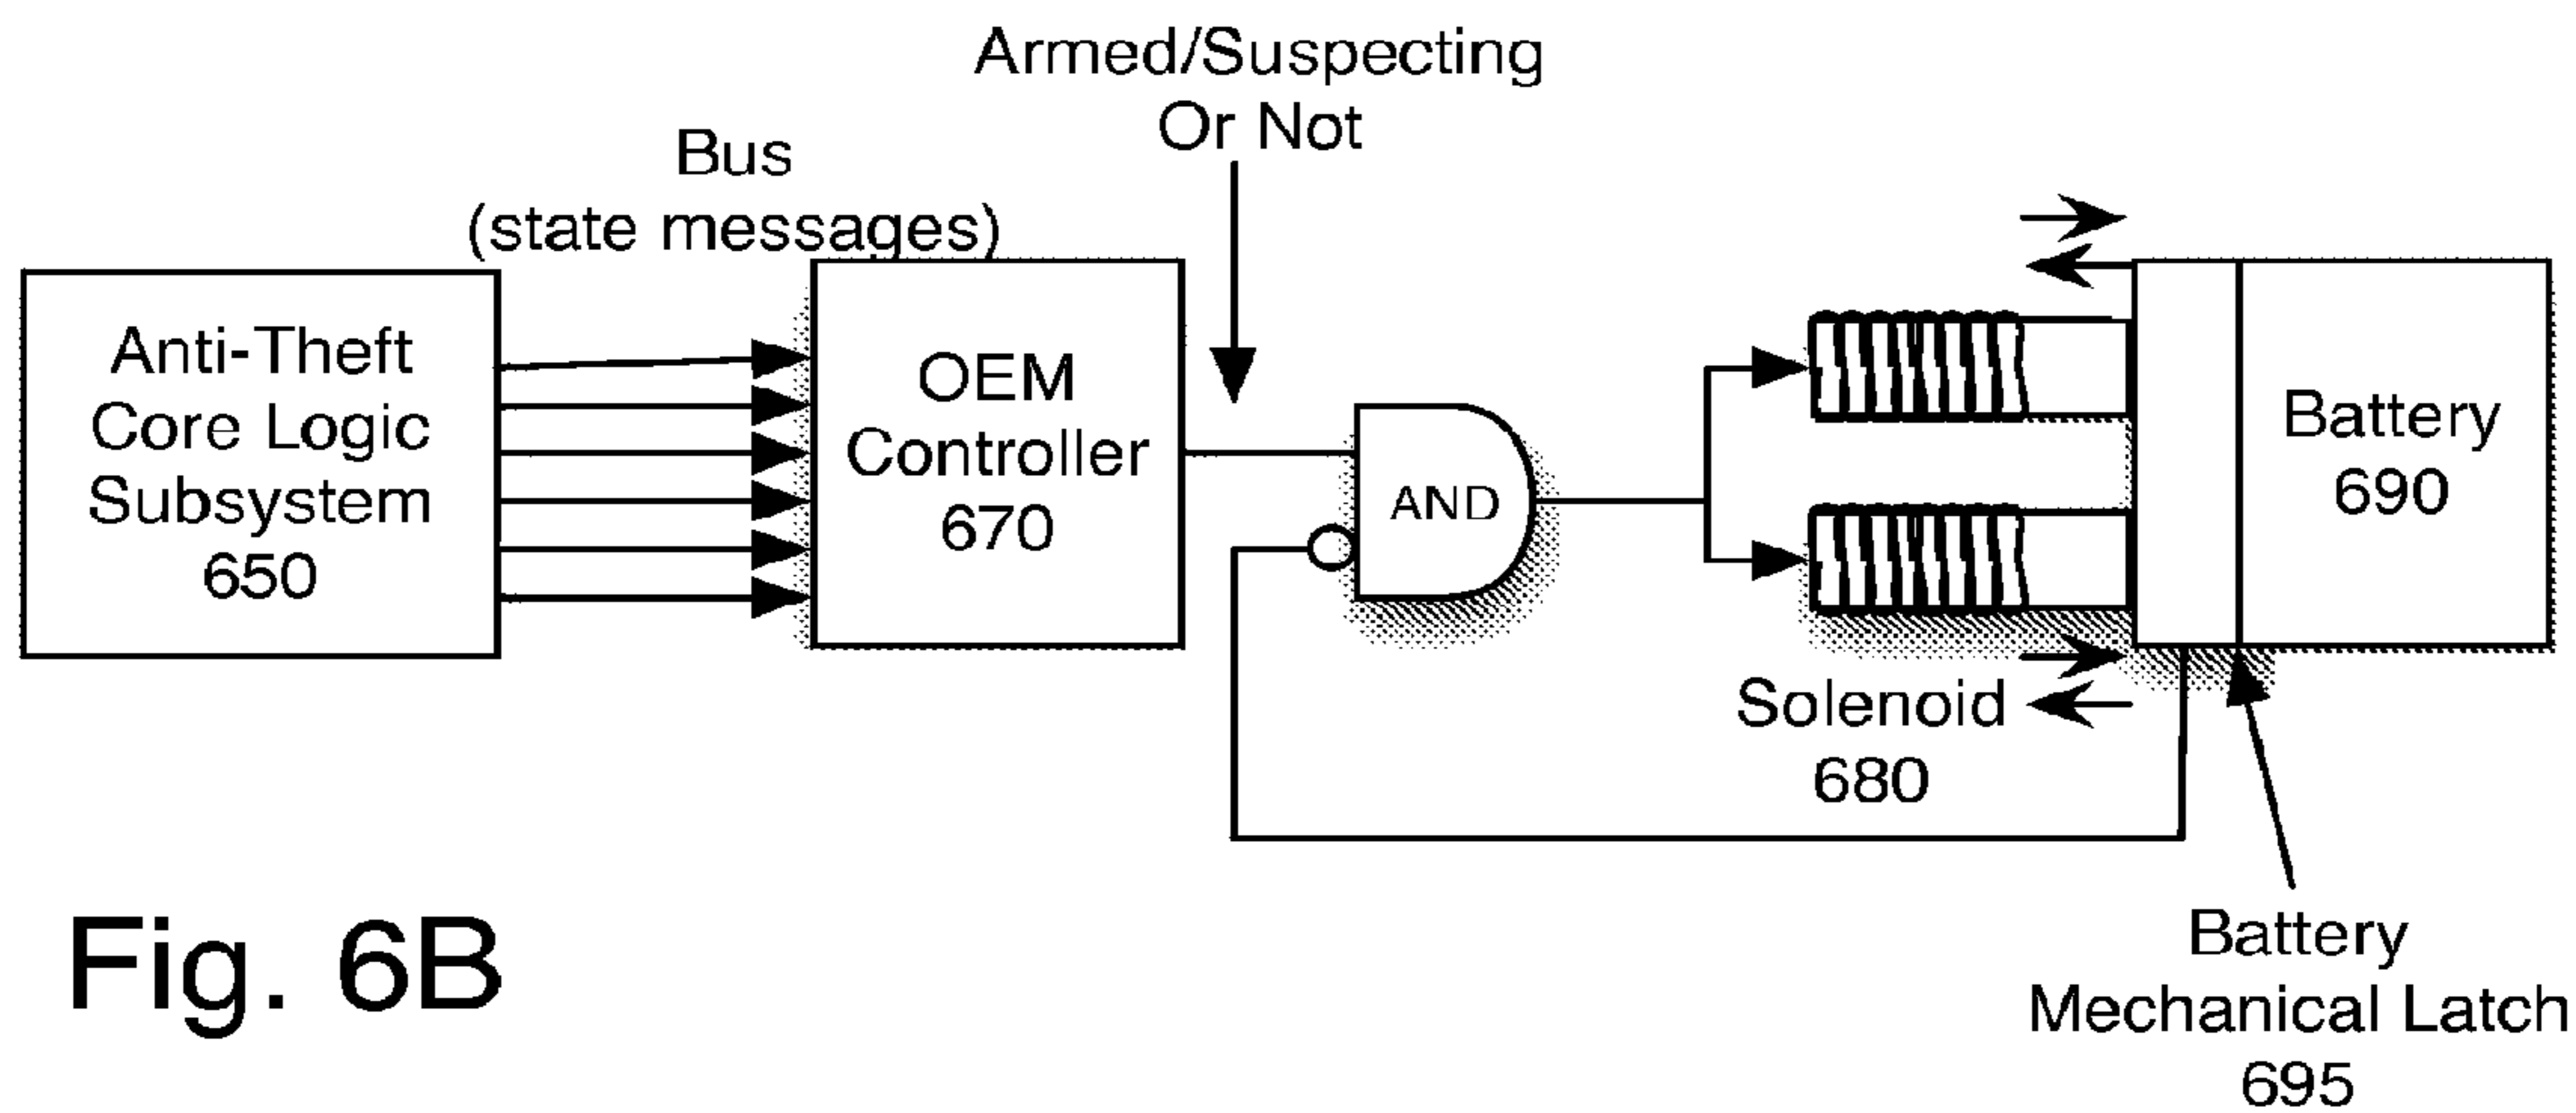 Armed/Suspecting
Or Not
Bus
(state messages)
Anti-Theft
Core Logic
Subsystem
650
OEM
Controller
670
AND
Battery
690
Solenoid
680
Battery
Mechanical Latch
695
Fig. 6B